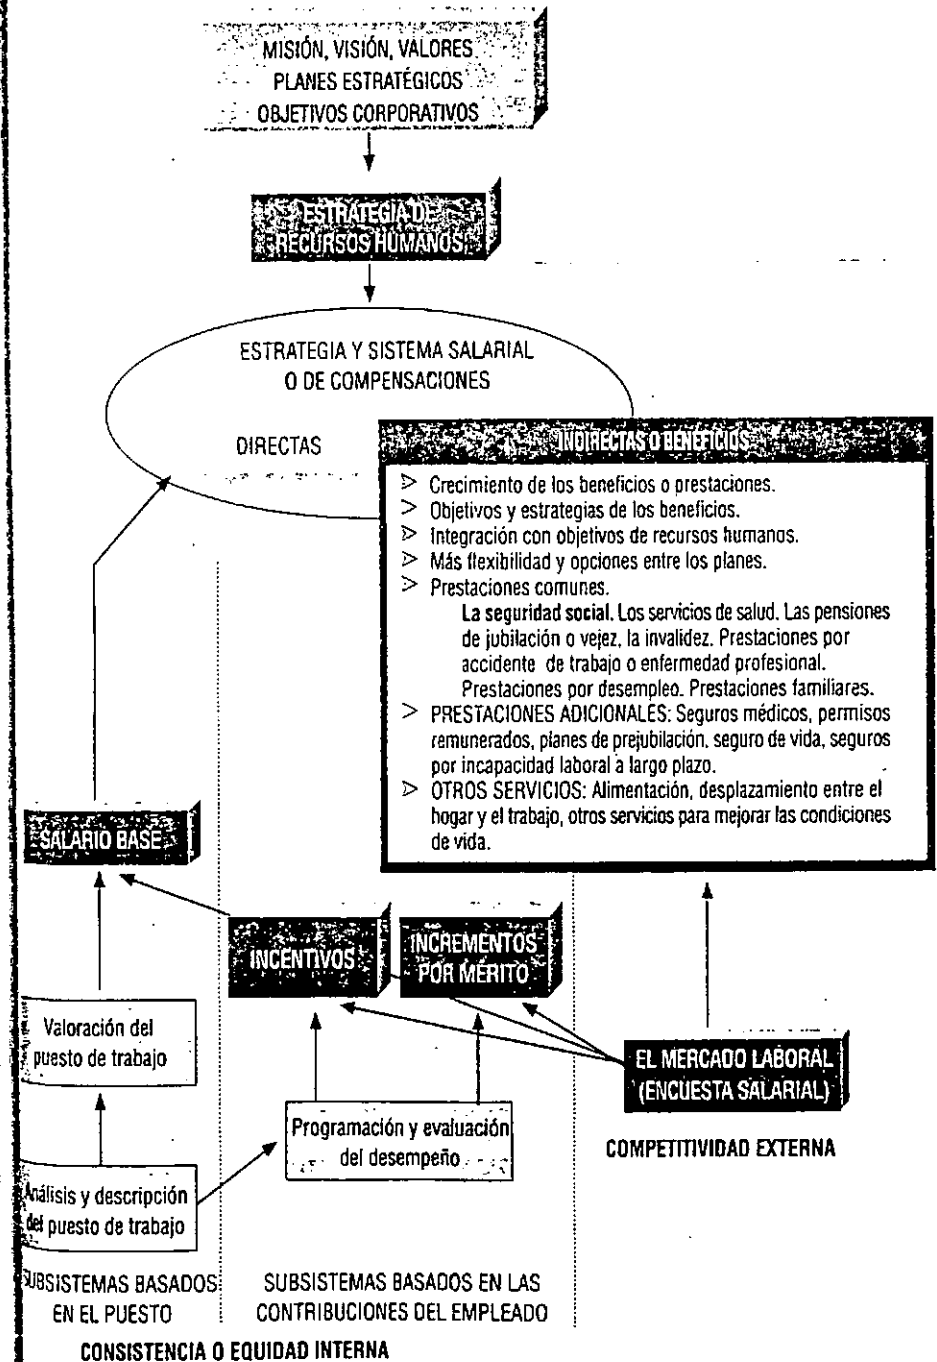 MISIÓN, VISIÓN, VALORES
PLANES ESTRATÉGICOS
OBJETIVOS CORPORATIVOS
ESTRATEGIA DE
RECURSOS HUMANOS
ESTRATEGIA Y SISTEMA SALARIAL
O DE COMPENSACIONES
DIRECTAS
INDIRECTAS O BENEFICIOS
> Crecimiento de los beneficios o prestaciones.
> Objetivos y estrategias de los beneficios.
> Integración con objetivos de recursos humanos.
> Más flexibilidad y opciones entre los planes.
> Prestaciones comunes.
La seguridad social. Los servicios de salud. Las pensiones
de jubilación o vejez, la invalidez. Prestaciones por
accidente de trabajo o enfermedad profesional.
Prestaciones por desempleo. Prestaciones familiares.
> PRESTACIONES ADICIONALES: Seguros médicos, permisos
remunerados, planes de prejubilación, seguro de vida, seguros
por incapacidad laboral a largo plazo.
> OTROS SERVICIOS: Alimentación, desplazamiento entre el
hogar y el trabajo, otros servicios para mejorar las condiciones
de vida.
SALARIO BASE
INCENTIVOS
INCREMENTOS
POR MÉRITO
Valoración del
puesto de trabajo
EL MERCADO LABORAL
(ENCUESTA SALARIAL)
Programación y evaluación
del desempeño
COMPETITIVIDAD EXTERNA
Análisis y descripción
del puesto de trabajo
SUBSISTEMAS BASADOS
EN EL PUESTO
SUBSISTEMAS BASADOS EN LAS
CONTRIBUCIONES DEL EMPLEADO
CONSISTENCIA O EQUIDAD INTERNA